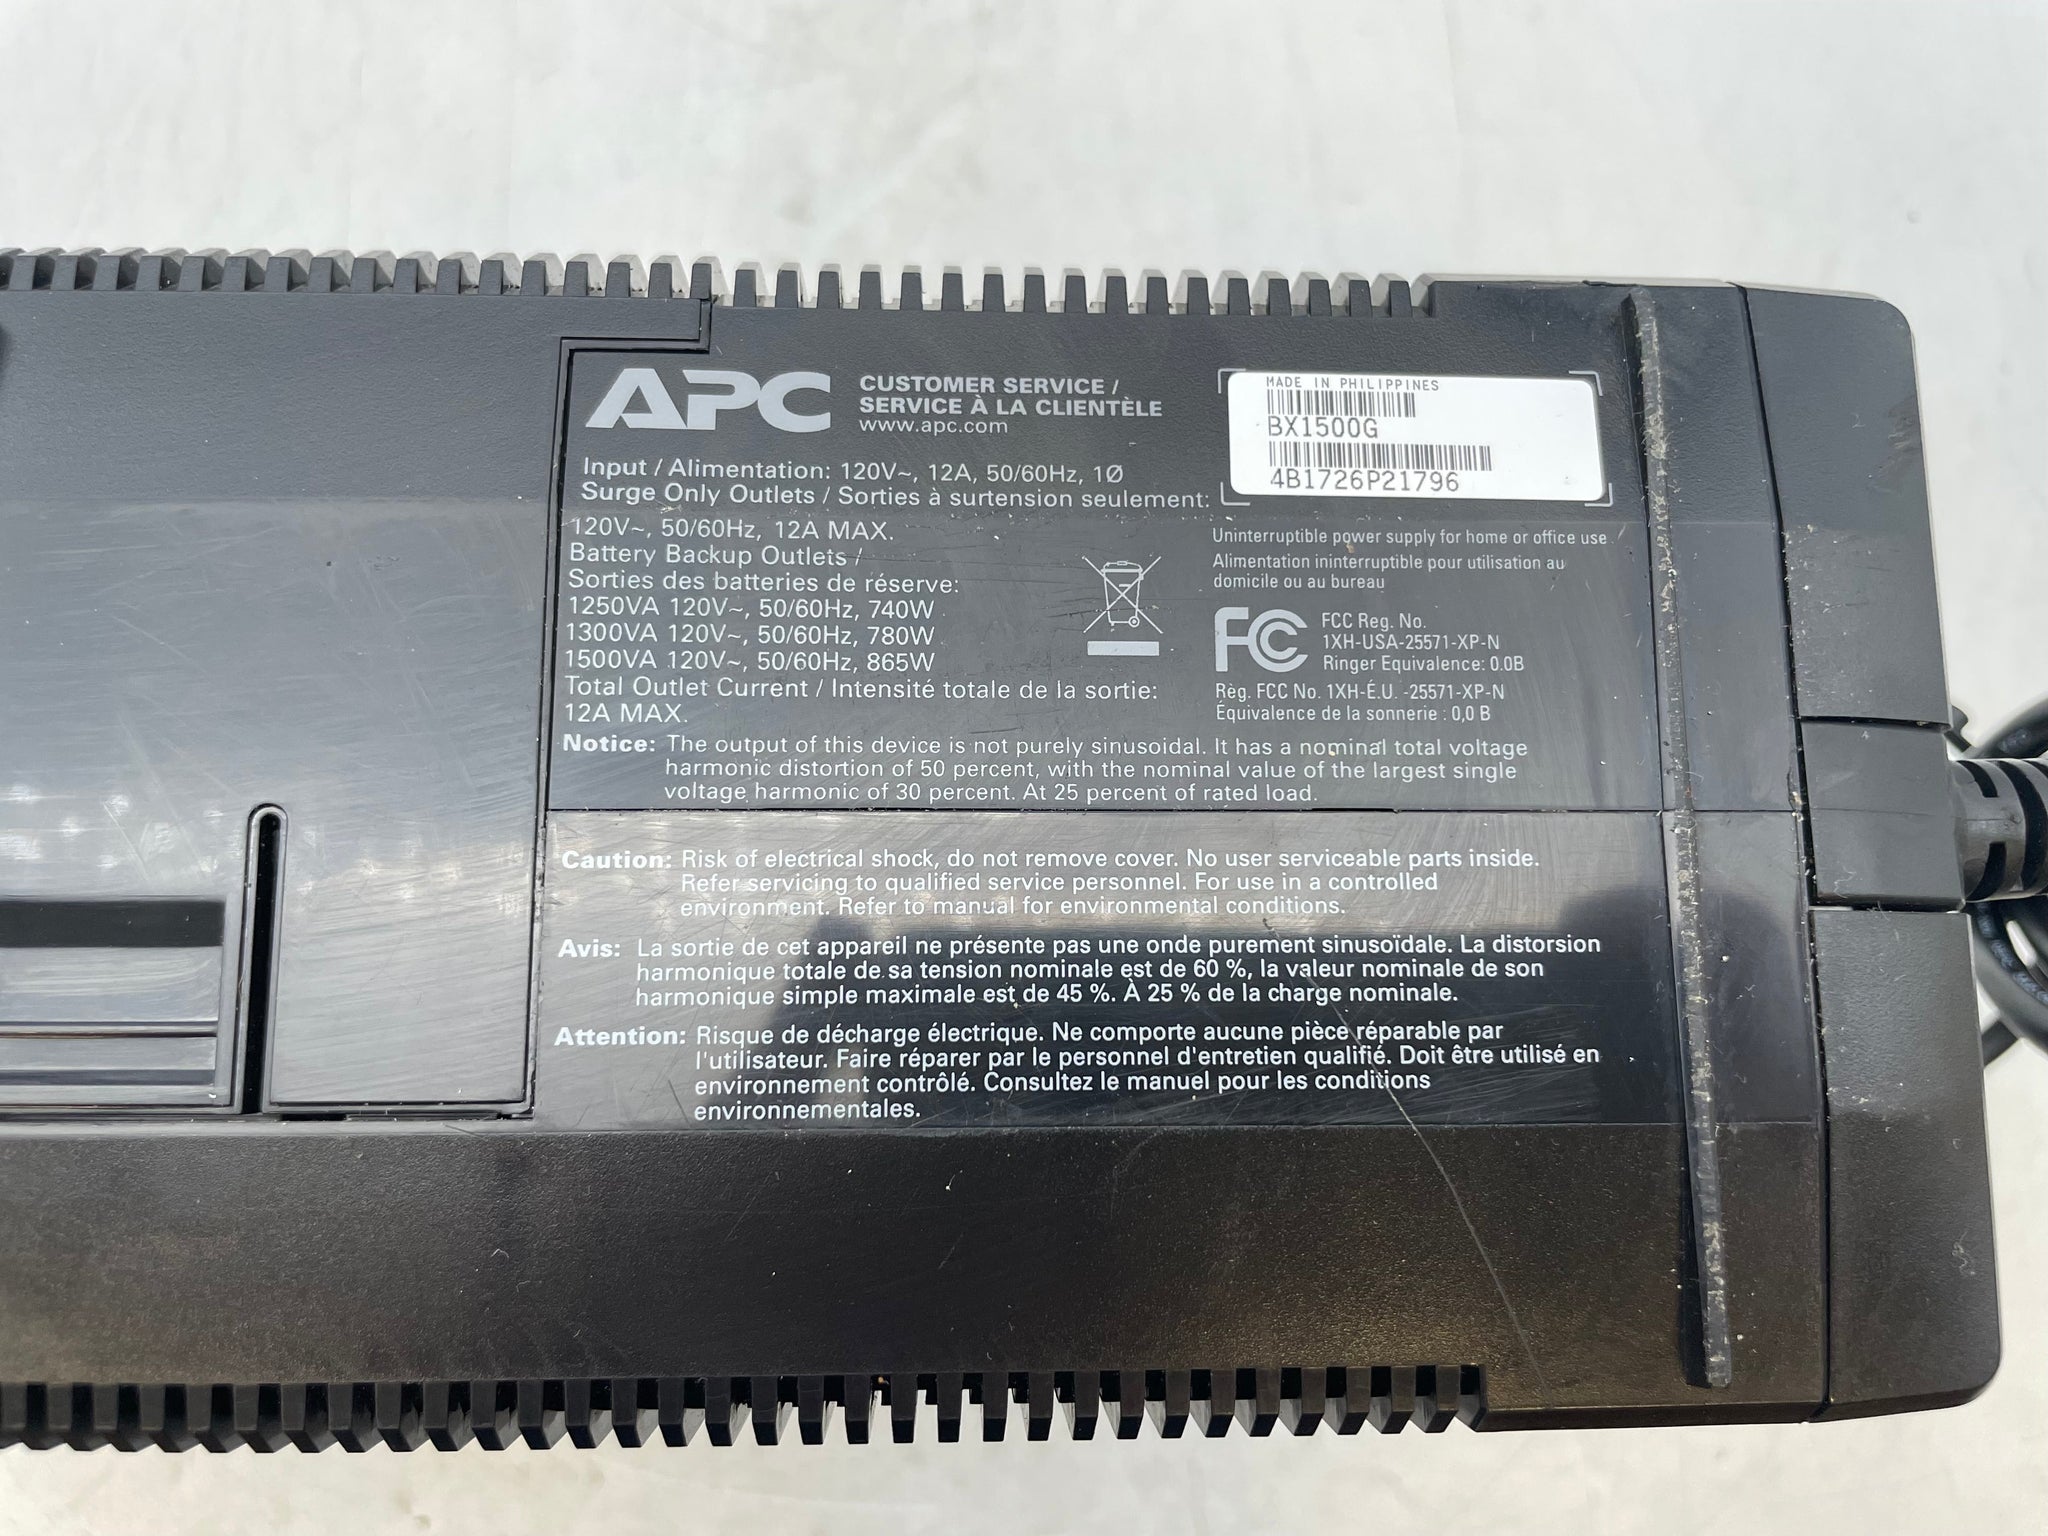 APC
CUSTOMER SERVICE /
SERVICE À LA CLIENTÈLE
www.apc.com
MADE IN PHILIPPINES
BX1500G
4B1726P21796
Input / Alimentation: 120V~, 12A, 50/60Hz, 1Ø
Surge Only Outlets / Sorties à surtension seulement:
120V~, 50/60Hz, 12A MAX.
Battery Backup Outlets /
Sorties des batteries de réserve:
1250VA 120V~, 50/60Hz, 740W
1300VA 120V~, 50/60Hz, 780W
1500VA 120V~, 50/60Hz, 865W
Total Outlet Current / Intensité totale de la sortie:
12A MAX.
Uninterruptible power supply for home or office use.
Alimentation ininterruptible pour utilisation au
domicile ou au bureau
FC
FCC Reg. No.
1XH-USA-25571-XP-N
Ringer Equivalence: 0.0B
Règ. FCC No. 1XH-É.U. -25571-XP-N
Équivalence de la sonnerie : 0,0 B
Notice: The output of this device is not purely sinusoidal. It has a nominal total voltage
harmonic distortion of 50 percent, with the nominal value of the largest single
voltage harmonic of 30 percent. At 25 percent of rated load.
Caution: Risk of electrical shock, do not remove cover. No user serviceable parts inside.
Refer servicing to qualified service personnel. For use in a controlled
environment. Refer to manual for environmental conditions.
Avis: La sortie de cet appareil ne présente pas une onde purement sinusoïdale. La distorsion
harmonique totale de sa tension nominale est de 60 %, la valeur nominale de son
harmonique simple maximale est de 45 %. À 25 % de la charge nominale.
Attention: Risque de décharge électrique. Ne comporte aucune pièce réparable par
l'utilisateur. Faire réparer par le personnel d'entretien qualifié. Doit être utilisé en
environnement contrôlé. Consultez le manuel pour les conditions
environnementales.